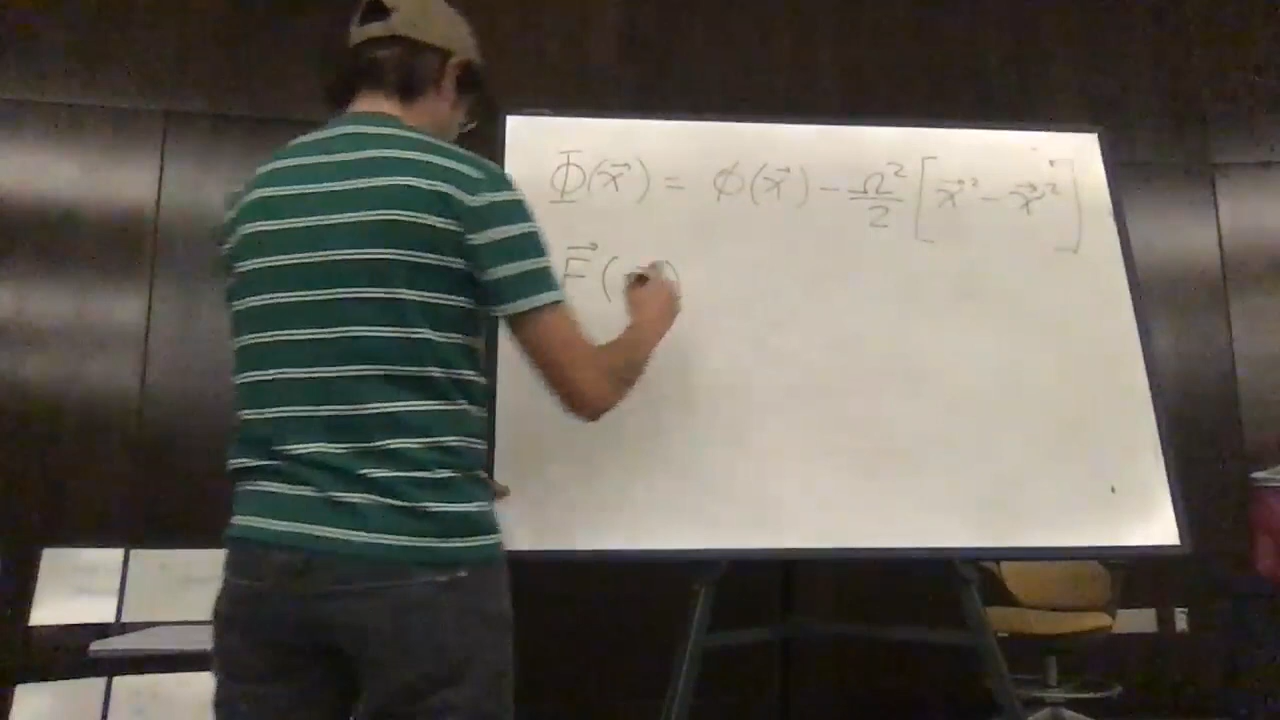 Φ(x⃗) = φ(x⃗) - Ω²/2 [x⃗² - x⃗²]
F⃗(